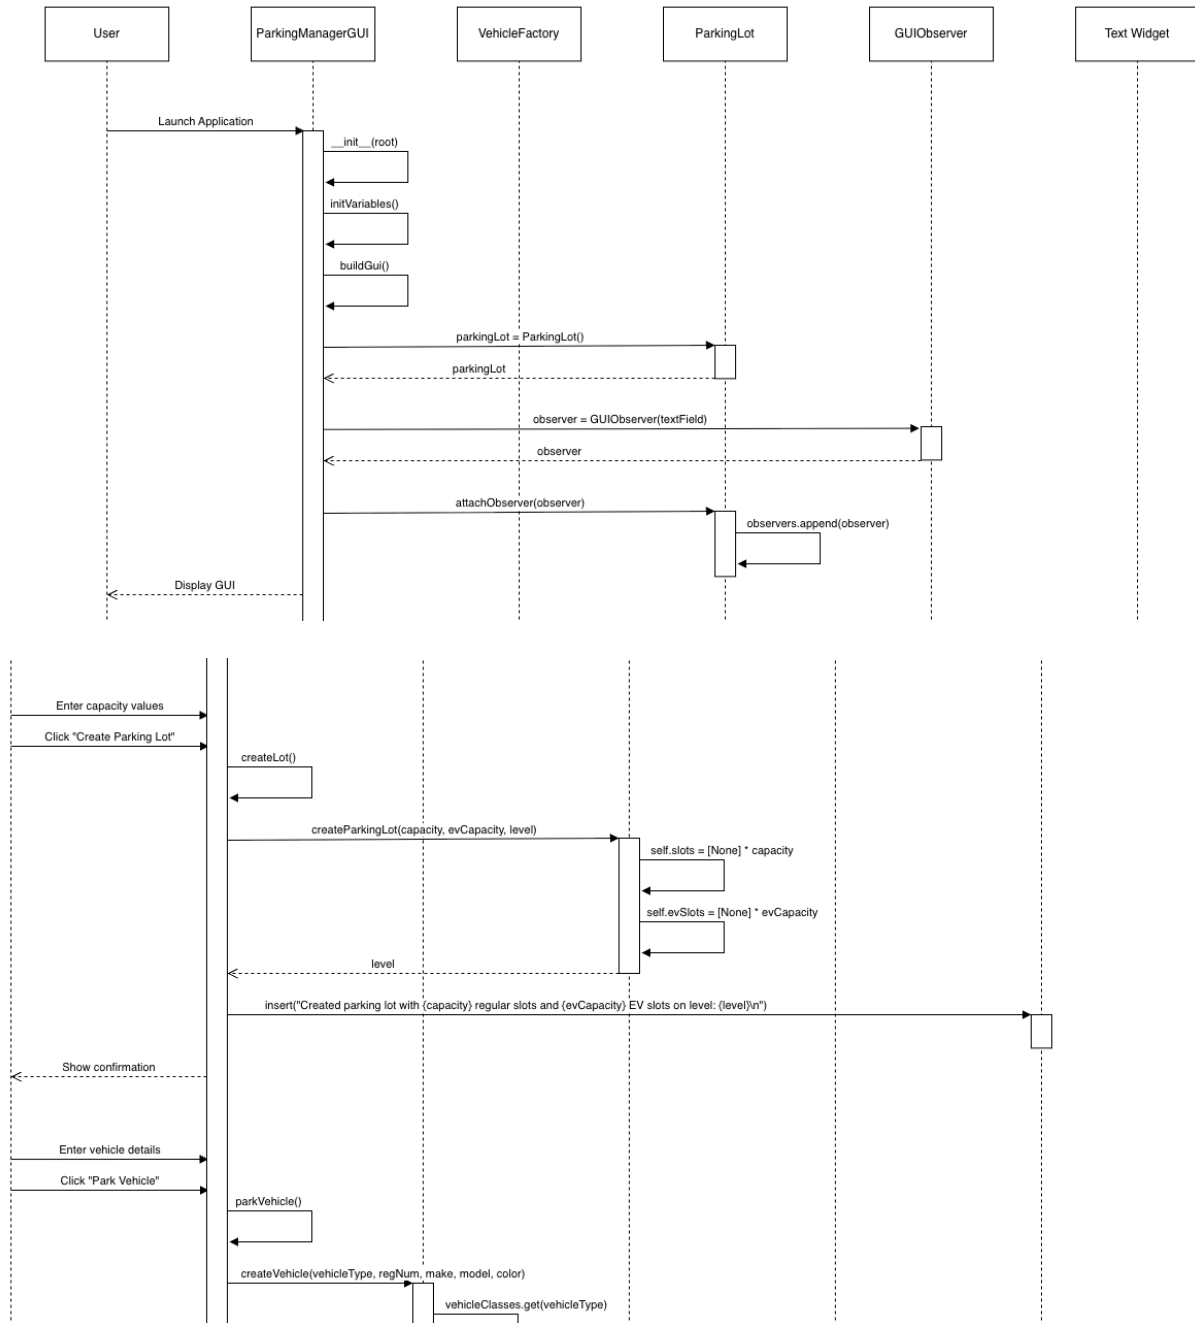 User
ParkingManagerGUI
VehicleFactory
ParkingLot
GUIObserver
Text Widget
Launch Application
__init__(root)
initVariables()
buildGui()
parkingLot = ParkingLot()
parkingLot
observer = GUIObserver(textField)
observer
attachObserver(observer)
observers.append(observer)
Display GUI
Enter capacity values
Click "Create Parking Lot"
createLot()
createParkingLot(capacity, evCapacity, level)
self.slots = [None] * capacity
self.evSlots = [None] * evCapacity
level
insert("Created parking lot with {capacity} regular slots and {evCapacity} EV slots on level: {level}\n")
Show confirmation
Enter vehicle details
Click "Park Vehicle"
parkVehicle()
createVehicle(vehicleType, regNum, make, model, color)
vehicleClasses.get(vehicleType)